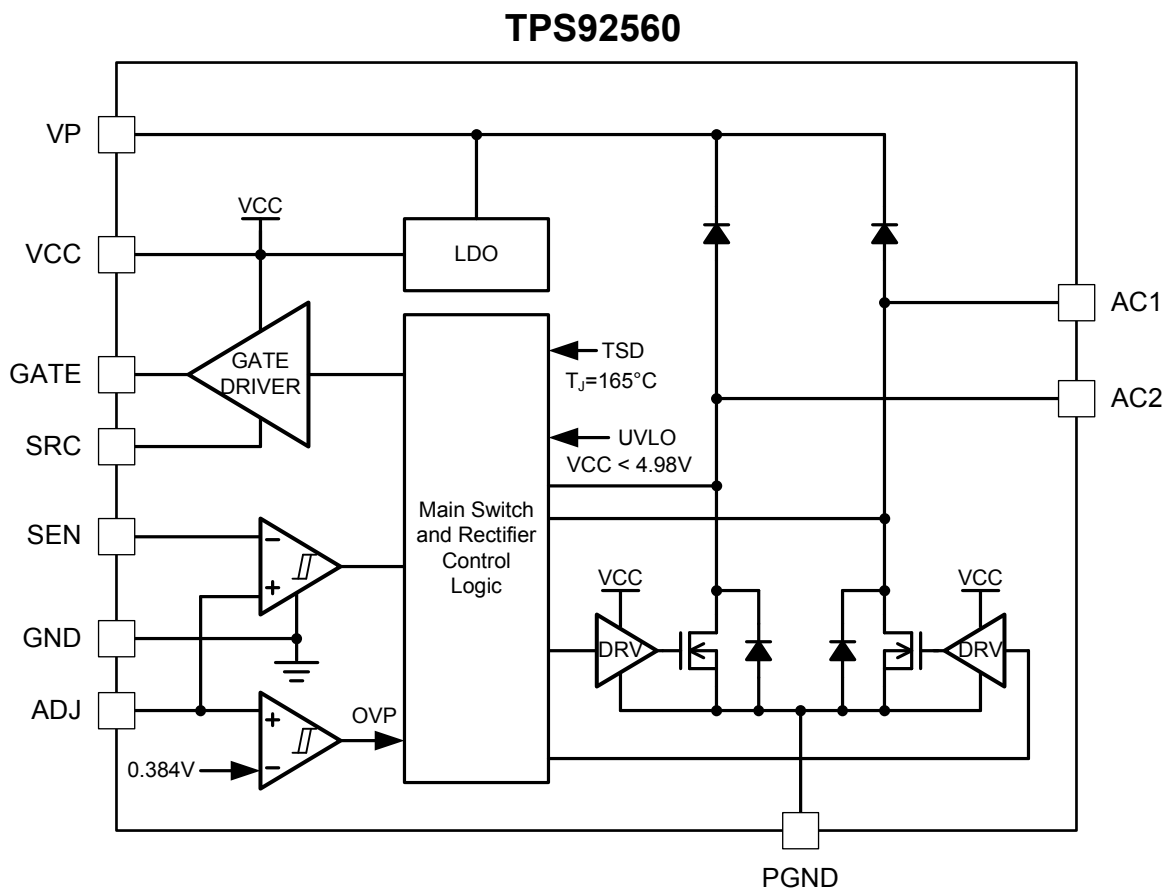 TPS92560
VP
VCC
VCC
LDO
AC1
GATE
GATE
DRIVER
TSD
TJ=165°C
AC2
SRC
UVLO
VCC < 4.98V
SEN
−
+
Main Switch
and Rectifier
Control
Logic
VCC
VCC
GND
DRV
DRV
ADJ
+
−
OVP
0.384V
PGND